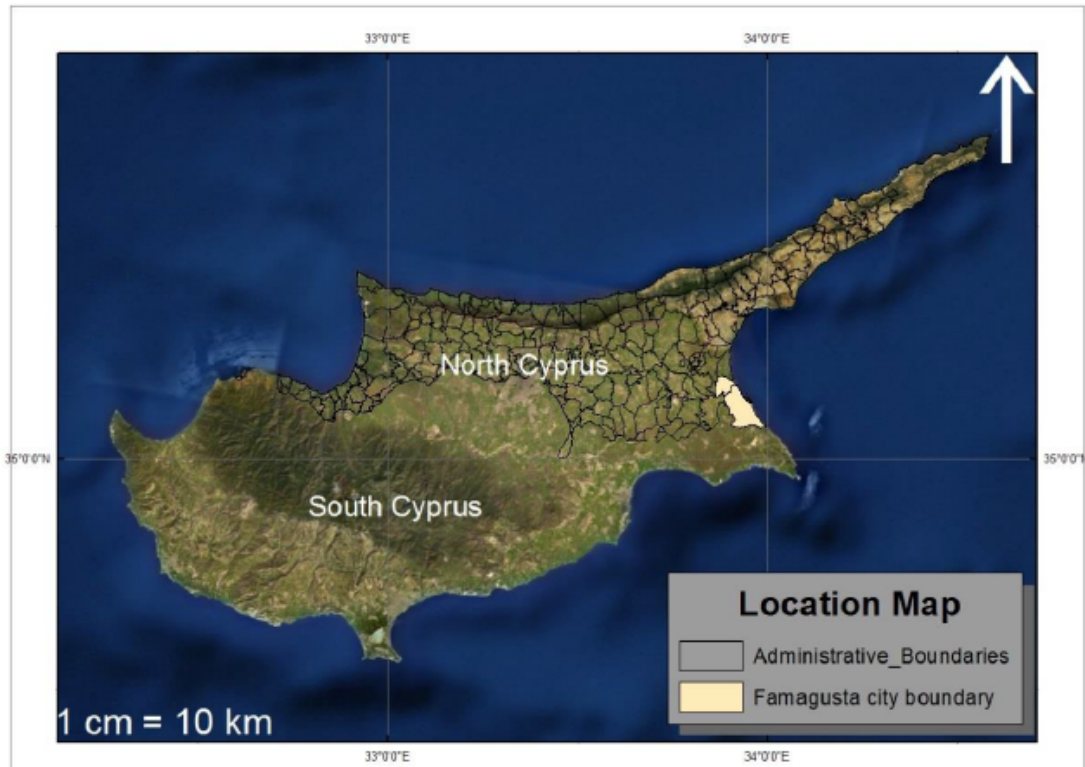 33°0'0"E 34°0'0"E
North Cyprus
35°0'0"N 35°0'0"N
South Cyprus
Location Map
Administrative_Boundaries
Famagusta city boundary
1 cm = 10 km
33°0'0"E 34°0'0"E